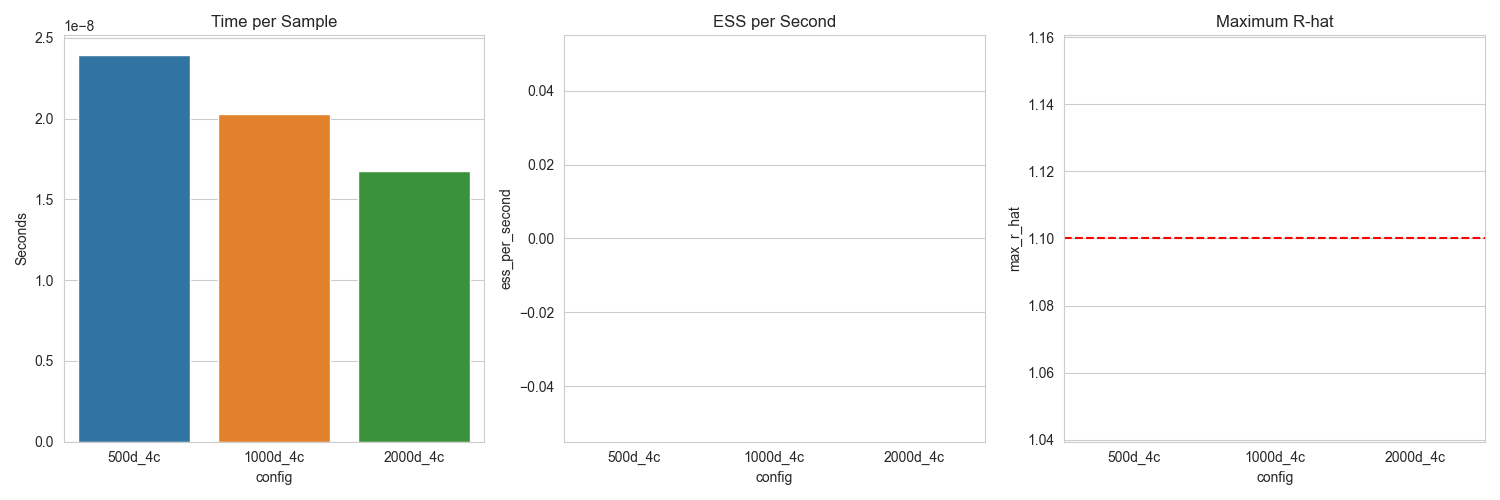 Time per Sample
1e−8
2.5
2.0
1.5
1.0
0.5
0.0
Seconds
500d_4c 1000d_4c 2000d_4c
config
ESS per Second
0.04
0.02
0.00
−0.02
−0.04
ess_per_second
500d_4c 1000d_4c 2000d_4c
config
Maximum R-hat
1.16
1.14
1.12
1.10
1.08
1.06
1.04
max_r_hat
500d_4c 1000d_4c 2000d_4c
config